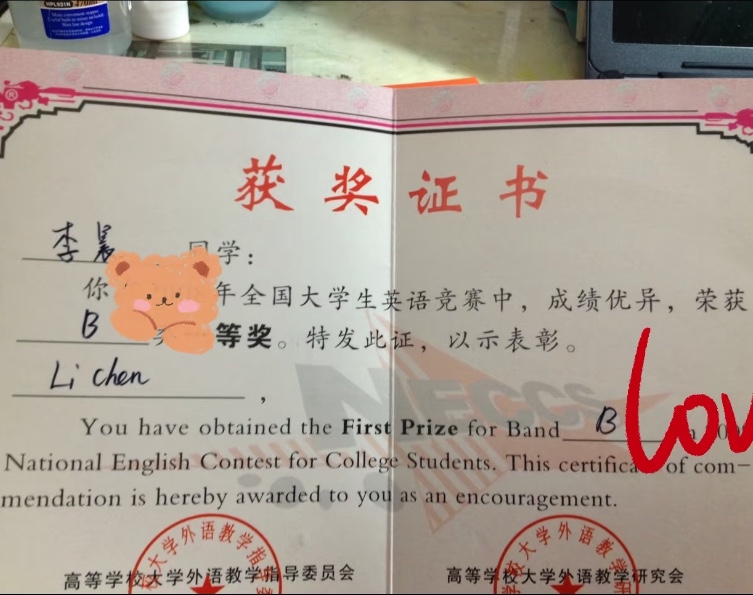 获奖证书
李晨 同学：
你 年全国大学生英语竞赛中，成绩优异，荣获
B 等奖。特发此证，以示表彰。
Li chen ,
You have obtained the First Prize for Band B
National English Contest for College Students. This certifica of com-
mendation is hereby awarded to you as an encouragement.
NECCS
love
高等学校大学外语教学指导委员会
高等学校大学外语教学研究会